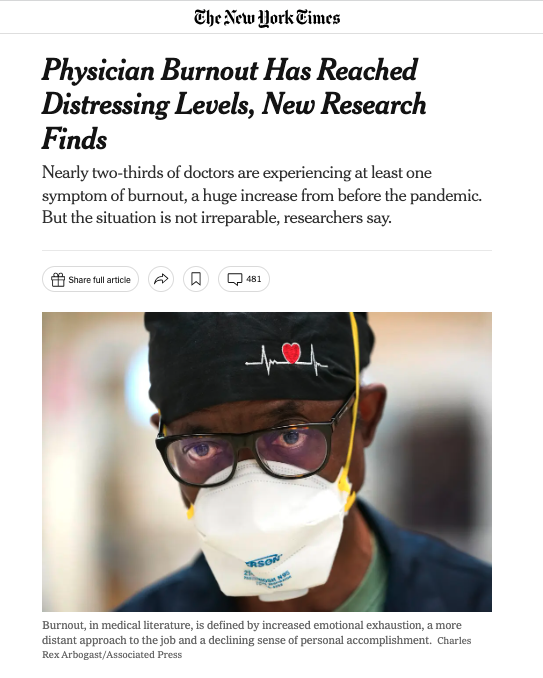 The New York Times
Physician Burnout Has Reached
Distressing Levels, New Research
Finds
Nearly two-thirds of doctors are experiencing at least one
symptom of burnout, a huge increase from before the pandemic.
But the situation is not irreparable, researchers say.
Share full article
481
N95
Burnout, in medical literature, is defined by increased emotional exhaustion, a more
distant approach to the job and a declining sense of personal accomplishment. Charles
Rex Arbogast/Associated Press